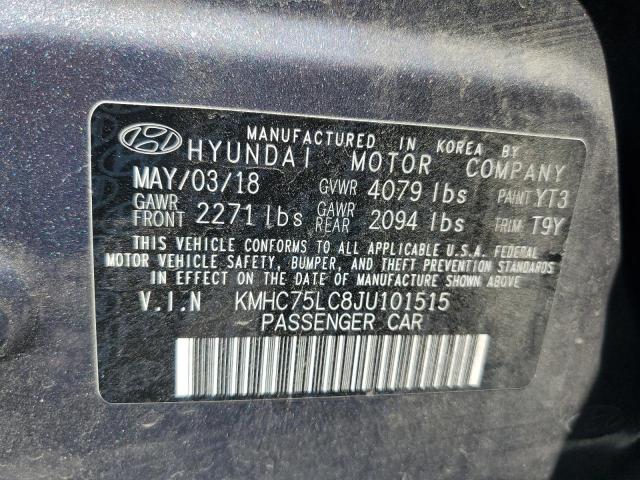 MANUFACTURED IN KOREA BY
HYUNDAI MOTOR COMPANY
MAY/03/18 GVWR 4079 lbs PAINT YT3
GAWR FRONT 2271 lbs GAWR REAR 2094 lbs TRIM T9Y
THIS VEHICLE CONFORMS TO ALL APPLICABLE U.S.A. FEDERAL
MOTOR VEHICLE SAFETY, BUMPER, AND THEFT PREVENTION STANDARDS
IN EFFECT ON THE DATE OF MANUFACTURE SHOWN ABOVE.
V.I.N KMHC75LC8JU101515
PASSENGER CAR